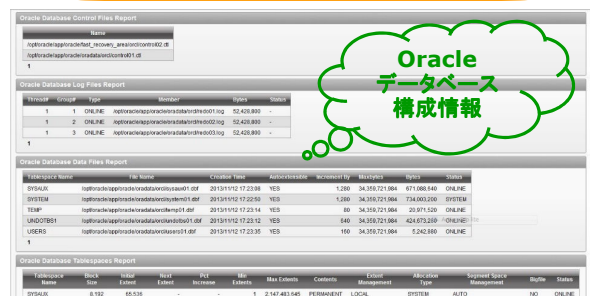 Oracle Database Control Files Report
Name
/opt/oracle/app/oracle/fast_recovery_area/orcl/control02.ctl
/opt/oracle/app/oracle/oradata/orcl/control01.ctl
1
Oracle データベース 構成情報
Oracle Database Log Files Report
Thread# Group# Type Member Bytes Status
1 1 ONLINE /opt/oracle/app/oracle/oradata/orcl/redo01.log 52,428,800 -
1 2 ONLINE /opt/oracle/app/oracle/oradata/orcl/redo02.log 52,428,800 -
1 3 ONLINE /opt/oracle/app/oracle/oradata/orcl/redo03.log 52,428,800 -
1
Oracle Database Data Files Report
Tablespace Name File Name Creation Time Autoextensible Increment By Maxbytes Bytes Status
SYSAUX /opt/oracle/app/oracle/oradata/orcl/sysaux01.dbf 2013/11/12 17:23:08 YES 1,280 34,359,721,984 671,088,640 ONLINE
SYSTEM /opt/oracle/app/oracle/oradata/orcl/system01.dbf 2013/11/12 17:22:50 YES 1,280 34,359,721,984 734,003,200 SYSTEM
TEMP /opt/oracle/app/oracle/oradata/orcl/temp01.dbf 2013/11/12 17:23:14 YES 80 34,359,721,984 20,971,520 ONLINE
UNDOTBS1 /opt/oracle/app/oracle/oradata/orcl/undotbs01.dbf 2013/11/12 17:23:12 YES 640 34,359,721,984 424,673,280 ONLINE
USERS /opt/oracle/app/oracle/oradata/orcl/users01.dbf 2013/11/12 17:23:35 YES 160 34,359,721,984 5,242,880 ONLINE
1
Oracle Database Tablespaces Report
Tablespace Name Block Size Initial Extent Next Extent Pct Increase Min Extents Max Extents Contents Extent Management Allocation Type Segment Space Management Bigfile Status
SYSAUX 8,192 65,536 - - 1 2,147,483,645 PERMANENT LOCAL SYSTEM AUTO NO ONLINE